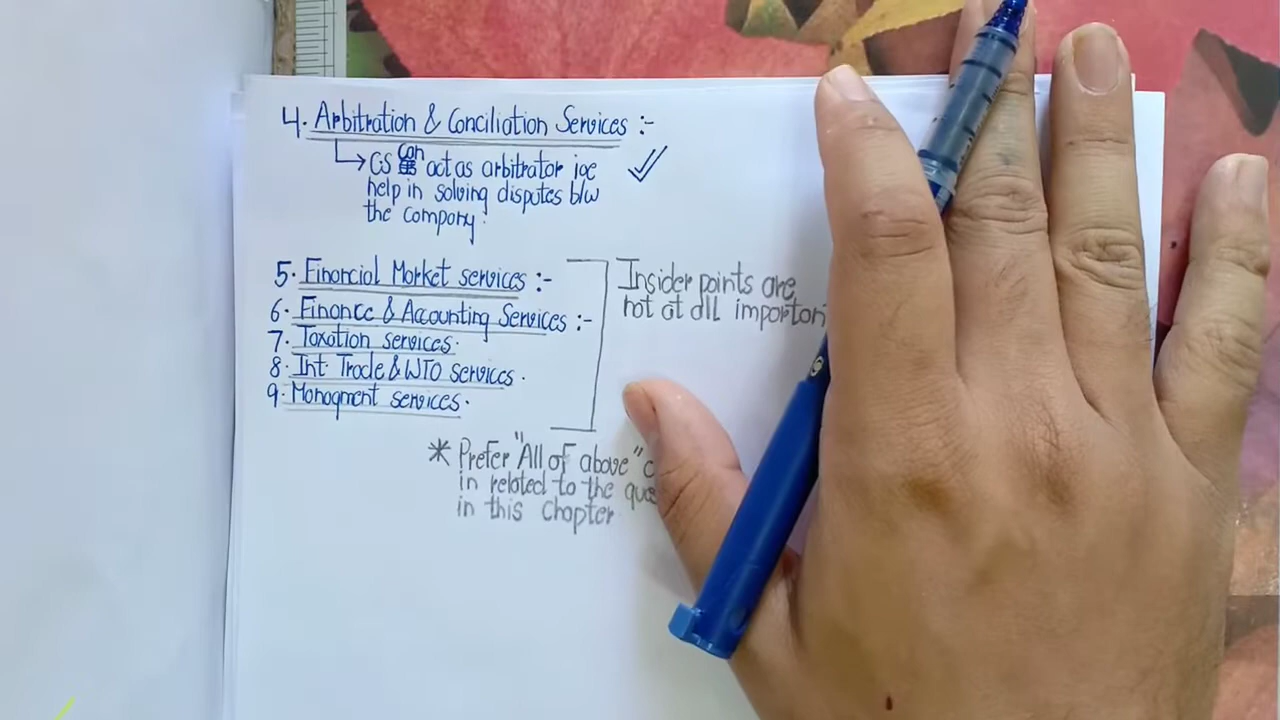 4. Arbitration & Conciliation Services :-
↳ CS can act as arbitrator ioe
help in solving disputes b/w
the company.
5. Financial Market services :-
6. Finance & Accounting Services :-
7. Taxation services.
8. Int. Trade & WTO services.
9. Managment services.
Insider points are
not at all importan
* Prefer "All of above"
in related to the
in this chapter